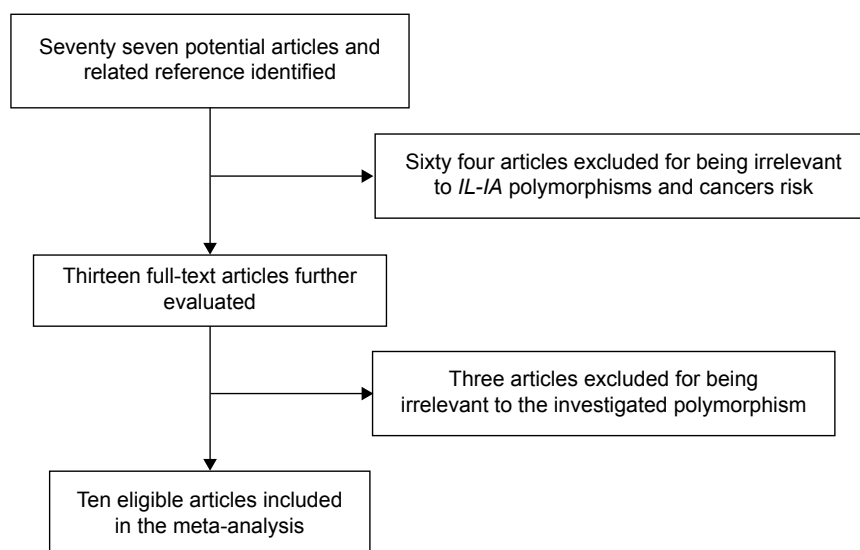 Seventy seven potential articles and
related reference identified
Sixty four articles excluded for being irrelevant
to IL-IA polymorphisms and cancers risk
Thirteen full-text articles further
evaluated
Three articles excluded for being
irrelevant to the investigated polymorphism
Ten eligible articles included
in the meta-analysis